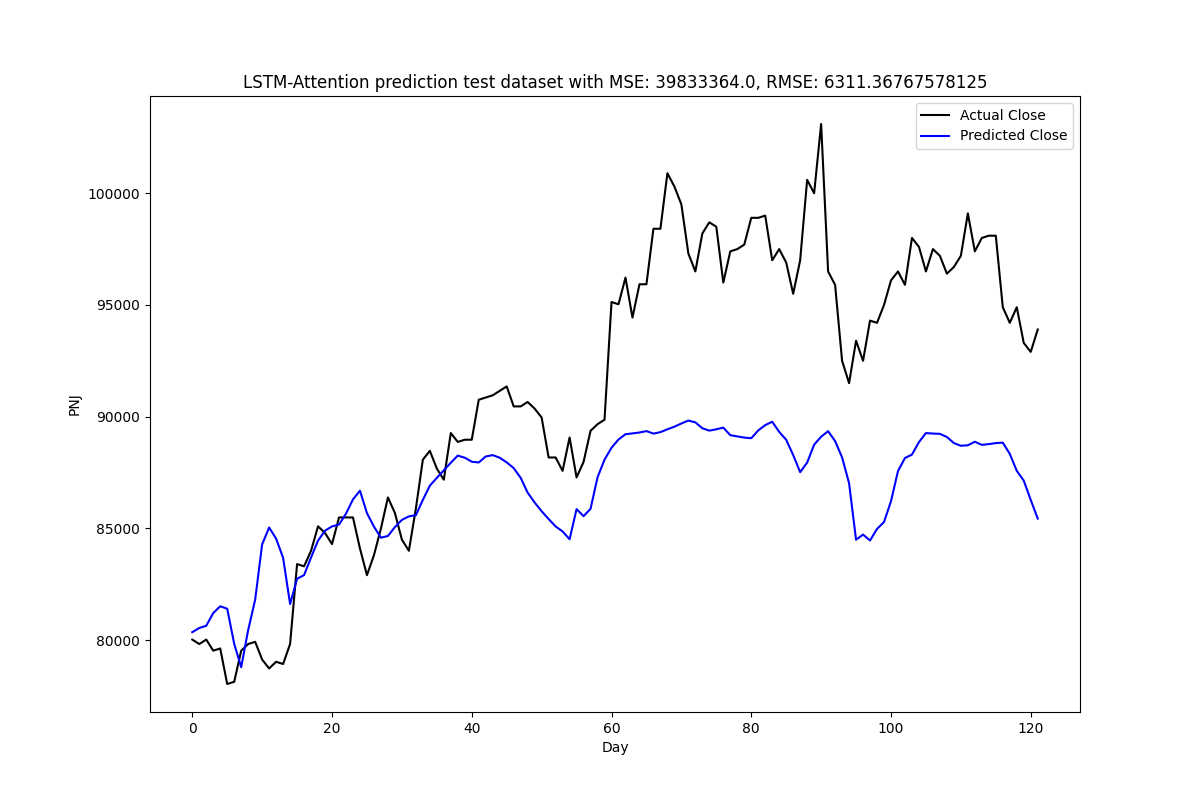 LSTM-Attention prediction test dataset with MSE: 39833364.0, RMSE: 6311.36767578125
Actual Close
Predicted Close
100000
95000
90000
85000
80000
PNJ
0 20 40 60 80 100 120
Day